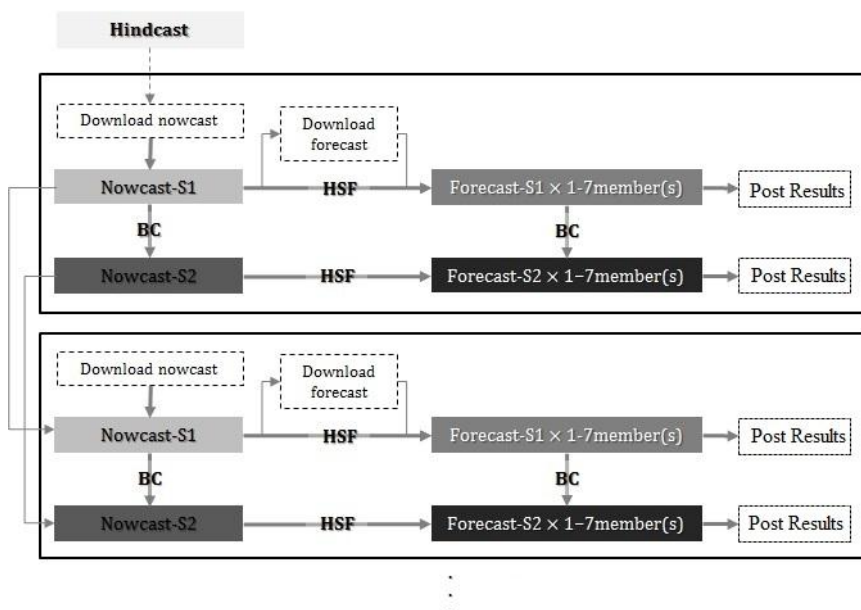 Hindcast
Download nowcast
Download
forecast
Nowcast-S1
HSF
Forecast-S1 × 1-7member(s)
Post Results
BC
BC
Nowcast-S2
HSF
Forecast-S2 × 1–7member(s)
Post Results
Download nowcast
Download
forecast
Nowcast-S1
HSF
Forecast-S1 × 1-7member(s)
Post Results
BC
BC
Nowcast-S2
HSF
Forecast-S2 × 1–7member(s)
Post Results